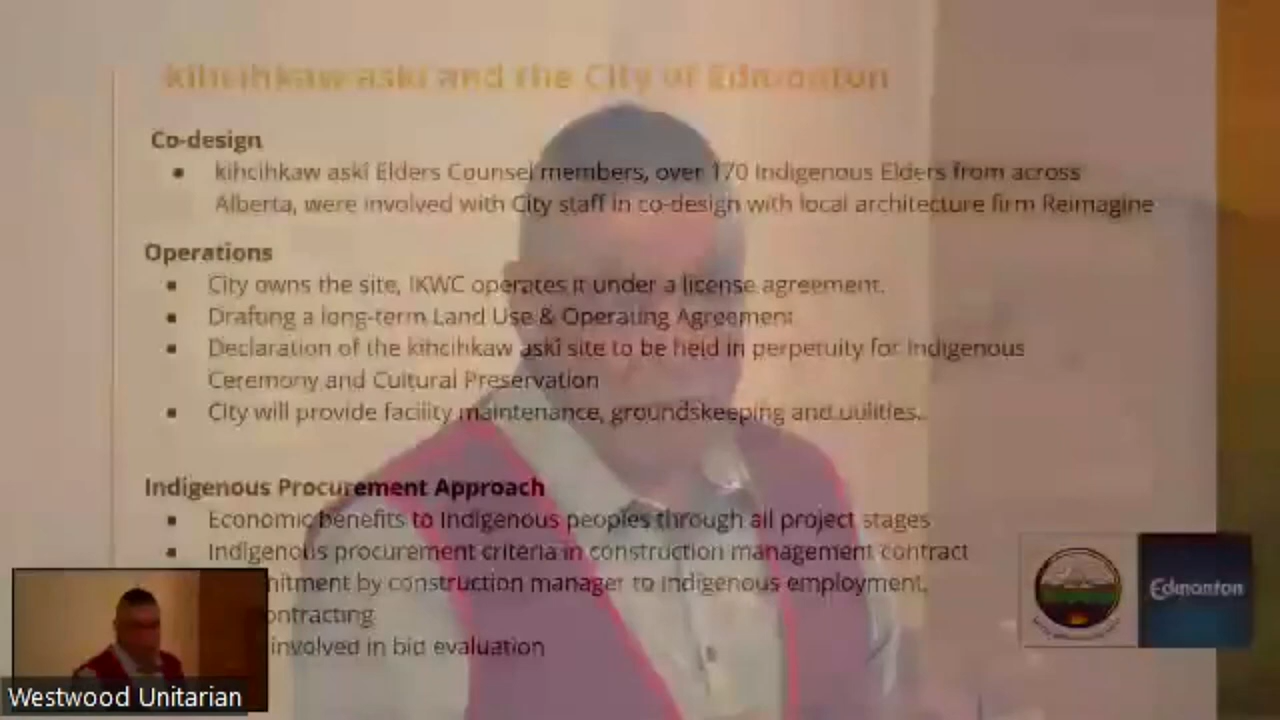 kihcihkaw aski and the City of Edmonton
Co-design
kihcihkaw askî Elders Counsel members, over 170 Indigenous Elders from across
Alberta, were involved with City staff in co-design with local architecture firm Reimagine
Operations
City owns the site, IKWC operates it under a license agreement.
Drafting a long-term Land Use & Operating Agreement
Declaration of the kihcihkaw askî site to be held in perpetuity for Indigenous
Ceremony and Cultural Preservation
City will provide facility maintenance, groundskeeping and utilities.
Indigenous Procurement Approach
Economic benefits to Indigenous peoples through all project stages
Indigenous procurement criteria in construction management contract
by construction manager to Indigenous employment,
involved in bid evaluation
Edmonton
Westwood Unitarian